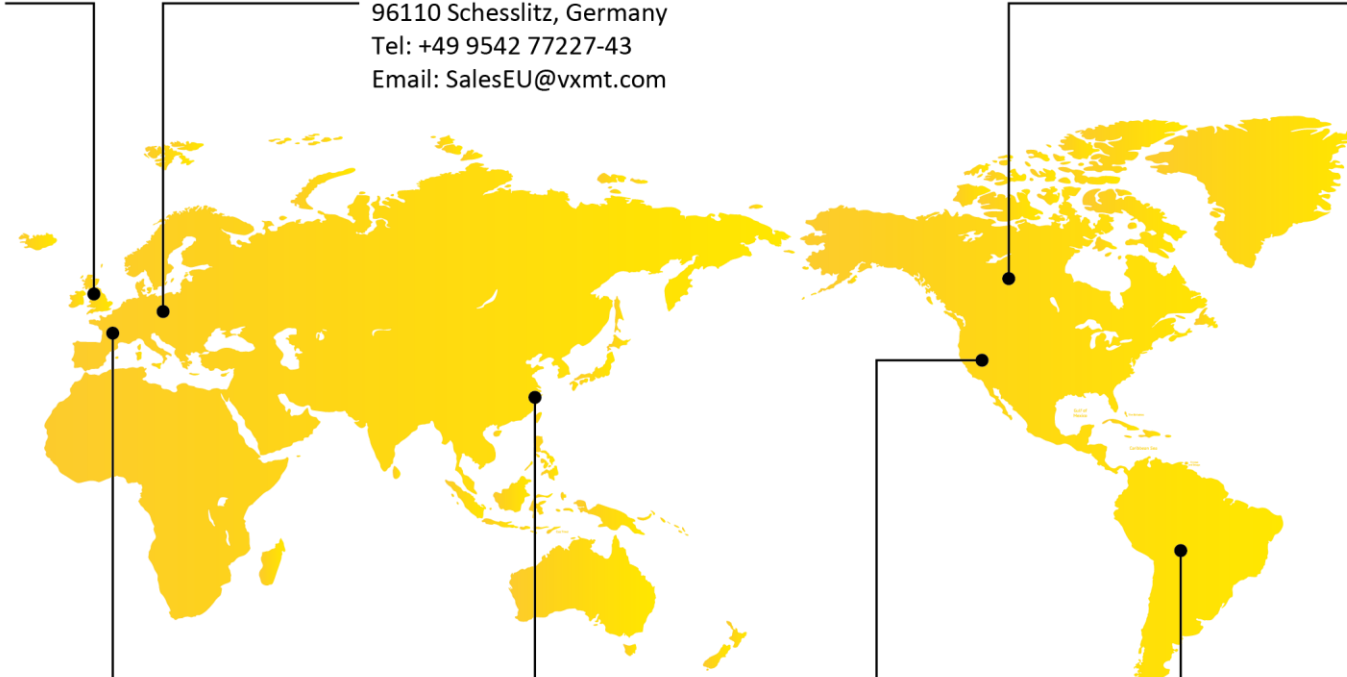 96110 Schesslitz, Germany
Tel: +49 9542 77227-43
Email: SalesEU@vxmt.com